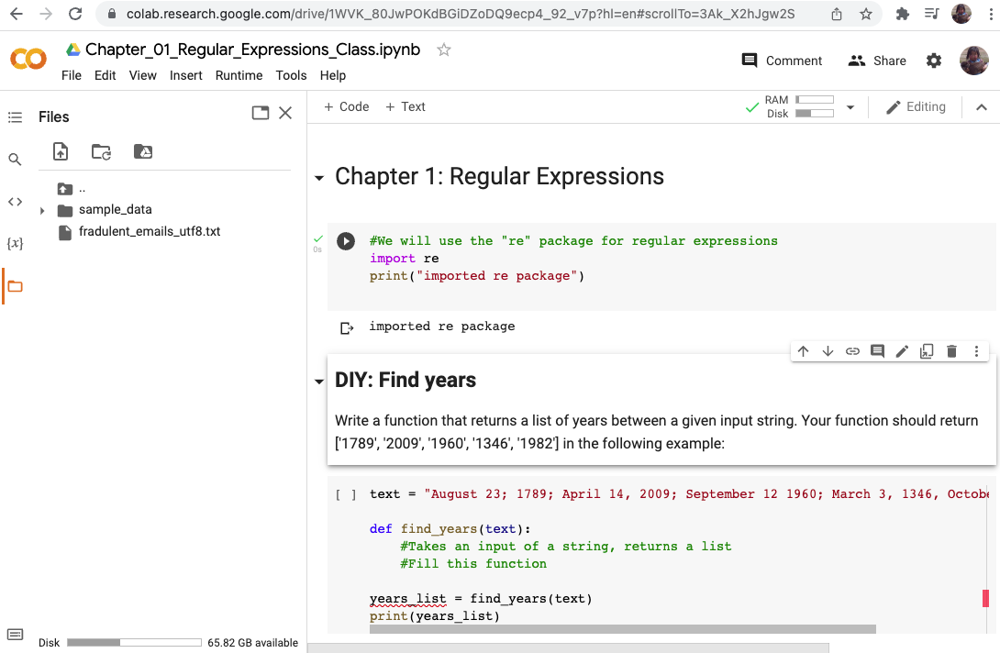 colab.research.google.com/drive/1WVK_80JwPOKdBGiDZoDQ9ecp4_92_v7p?hl=en#scrollTo=3Ak_X2hJgw2S
Chapter_01_Regular_Expressions_Class.ipynb
File Edit View Insert Runtime Tools Help
Comment Share
Files
+ Code + Text
RAM
Disk
Editing
..
sample_data
fradulent_emails_utf8.txt
Chapter 1: Regular Expressions
0s
#We will use the "re" package for regular expressions
import re
print("imported re package")
imported re package
DIY: Find years
Write a function that returns a list of years between a given input string. Your function should return
['1789', '2009', '1960', '1346', '1982'] in the following example:
[ ] text = "August 23; 1789; April 14, 2009; September 12 1960; March 3, 1346, Octobe
def find_years(text):
#Takes an input of a string, returns a list
#Fill this function
years_list = find_years(text)
print(years_list)
{x}
Disk 65.82 GB available